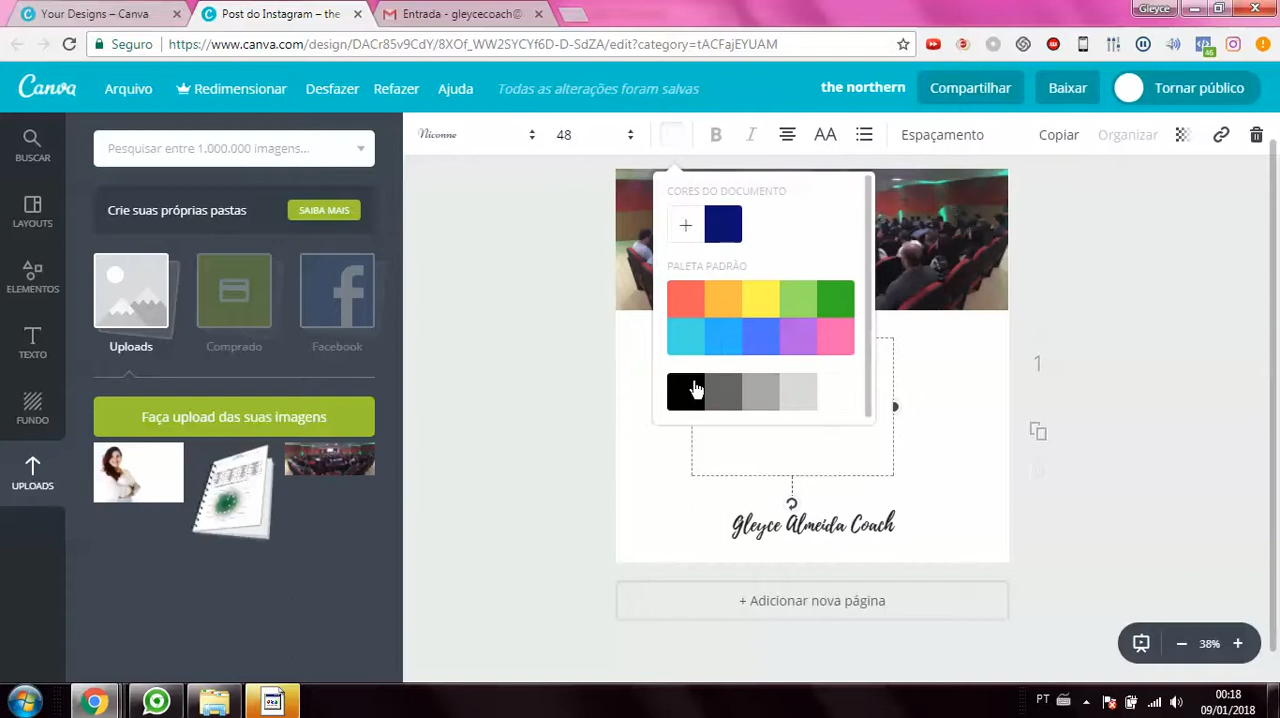 Your Designs – Canva
Post do Instagram – the
Entrada - gleycecoach@
Gleyce
Seguro
https://www.canva.com/design/DACr85v9CdY/8XOf_WW2SYCYf6D-D-SdZA/edit?category=tACFajEYUAM
46
Canva
Arquivo
Redimensionar
Desfazer
Refazer
Ajuda
Todas as alterações foram salvas
the northern
Compartilhar
Baixar
Tornar público
BUSCAR
LAYOUTS
ELEMENTOS
TEXTO
FUNDO
UPLOADS
Pesquisar entre 1.000.000 imagens...
Crie suas próprias pastas
SAIBA MAIS
Uploads
Comprado
Facebook
Faça upload das suas imagens
Niconne
48
B
I
AA
Espaçamento
Copiar
Organizar
CORES DO DOCUMENTO
+
PALETA PADRÃO
1
Gleyce Almeida Coach
+ Adicionar nova página
38%
PT
00:18
09/01/2018